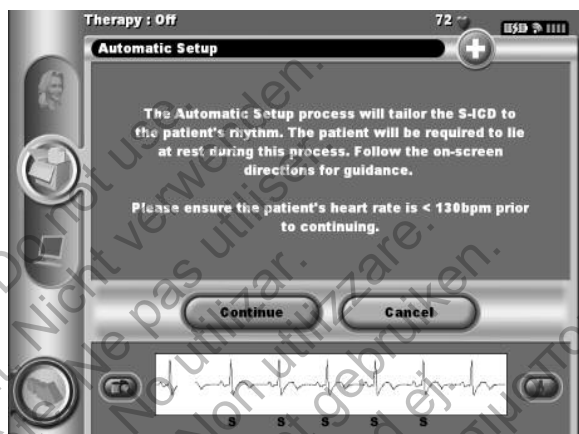 Therapy : Off
72
Automatic Setup
The Automatic Setup process will tailor the S-ICD to
the patient's rhythm. The patient will be required to lie
at rest during this process. Follow the on-screen
directions for guidance.
Please ensure the patient's heart rate is < 130bpm prior
to continuing.
Continue
Cancel
S S S S S
Do not use.
Nicht verwenden.
Ne pas utiliser.
No utilizar.
Non utilizzare.
gebruiken.
ej